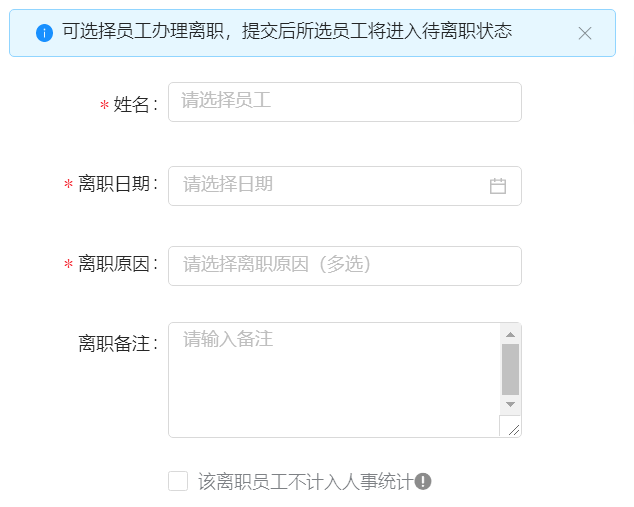 可选择员工办理离职，提交后所选员工将进入待离职状态
* 姓名： 请选择员工
* 离职日期： 请选择日期
* 离职原因： 请选择离职原因（多选）
离职备注： 请输入备注
该离职员工不计入人事统计